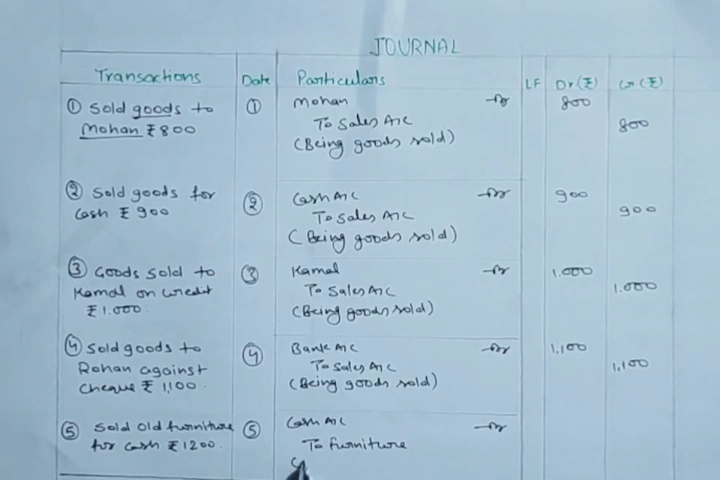 JOURNAL
Transactions Date Particulars LF Dr(₹) Cr(₹)
① Sold goods to ① Mohan Dr 800
Mohan ₹800 To Sales A/C 800
(Being goods sold)
② Sold goods for ② Cash A/C Dr 900
Cash ₹ 900 To Sales A/C 900
(Being goods sold)
③ Goods sold to ③ Kamal Dr 1,000
Kamal on credit To Sales A/C 1,000
₹1,000. (Being goods sold)
④ Sold goods to ④ Bank A/C Dr 1,100
Rohan against To Sales A/C 1,100
Cheque ₹ 1,100. (Being goods sold)
⑤ Sold Old furniture ⑤ Cash A/C Dr
for Cash ₹1200. To Furniture
(